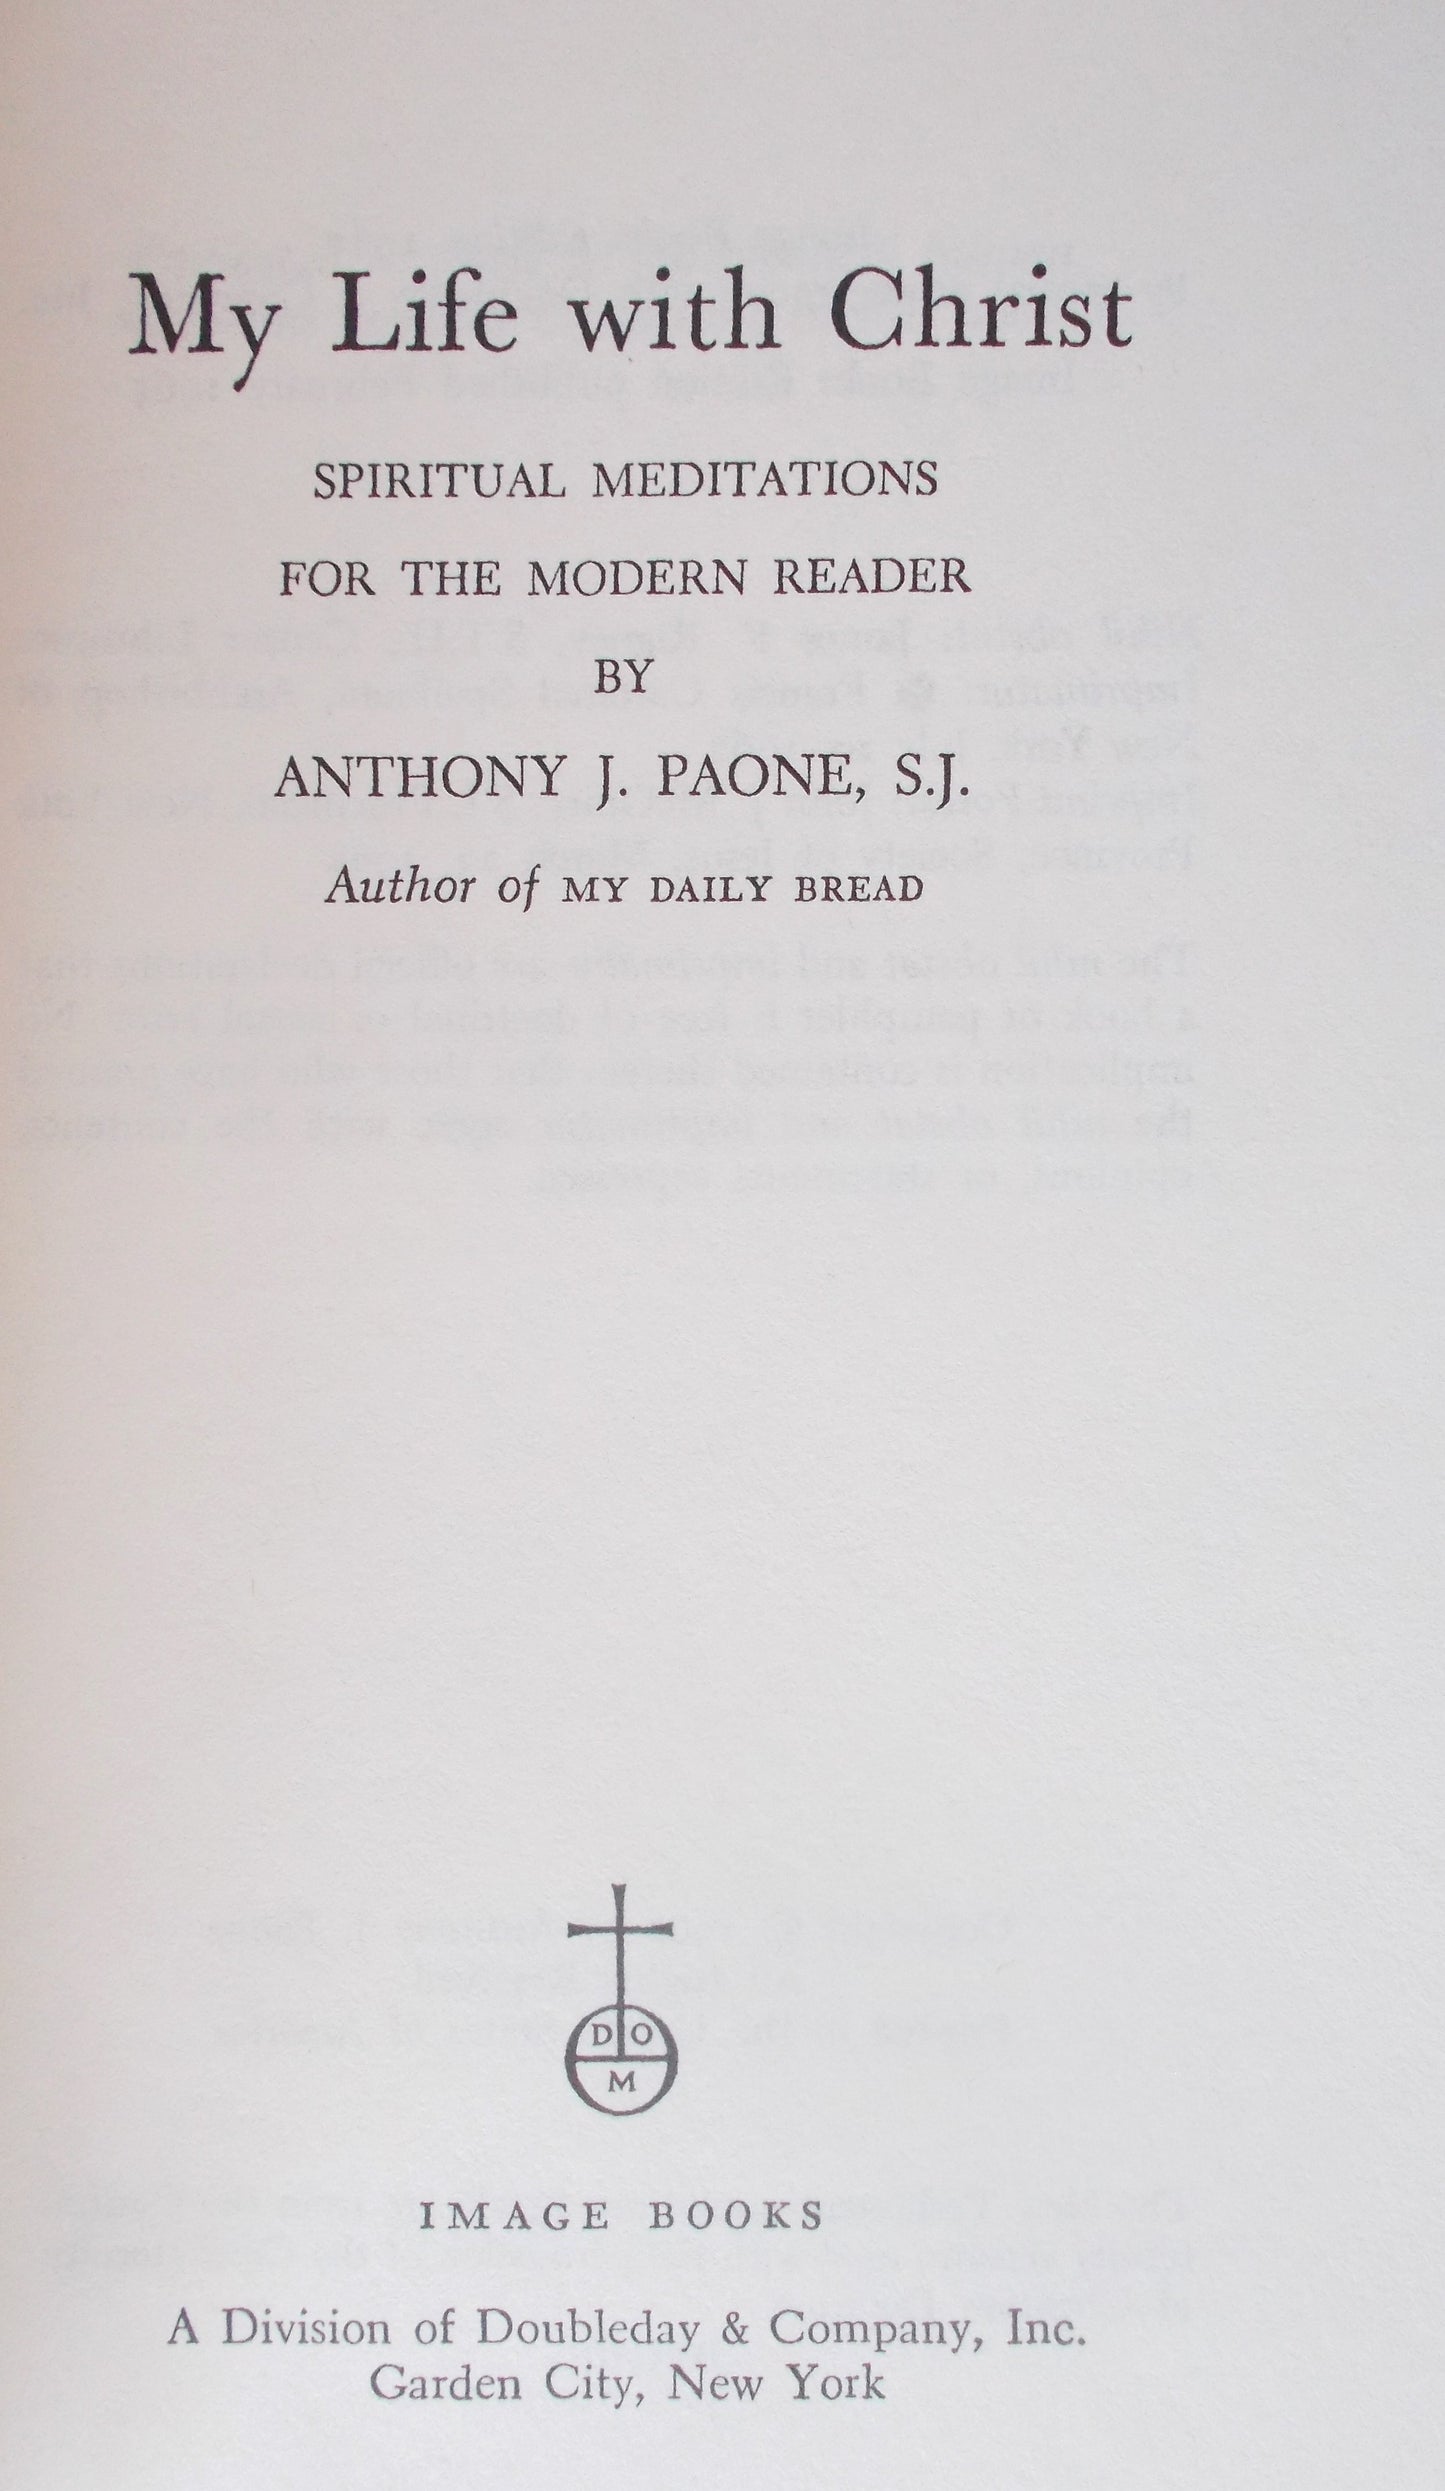 My Life with Christ
SPIRITUAL MEDITATIONS
FOR THE MODERN READER
BY
ANTHONY J. PAONE, S.J.
Author of MY DAILY BREAD
D O
M
IMAGE BOOKS
A Division of Doubleday & Company, Inc.
Garden City, New York